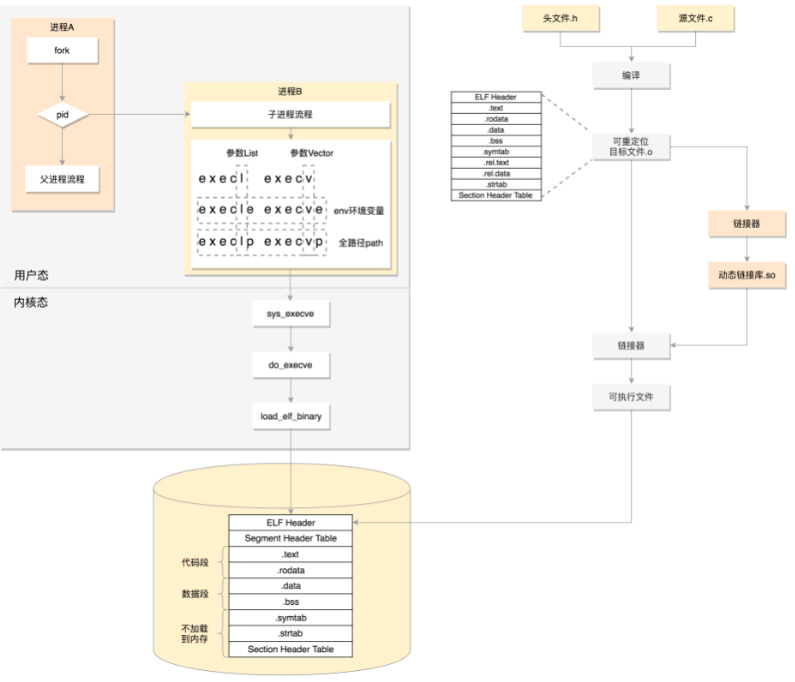 进程A
fork
pid
父进程流程
进程B
子进程流程
参数List 参数Vector
execl execv
execle execve env环境变量
execlp execvp 全路径path
用户态
内核态
sys_execve
do_execve
load_elf_binary
ELF Header
Segment Header Table
代码段
.text
.rodata
数据段
.data
.bss
不加载
到内存
.symtab
.strtab
Section Header Table
头文件.h
源文件.c
编译
ELF Header
.text
.rodata
.data
.bss
.symtab
.rel.text
.rel.data
.strtab
Section Header Table
可重定位
目标文件.o
链接器
动态链接库.so
链接器
可执行文件